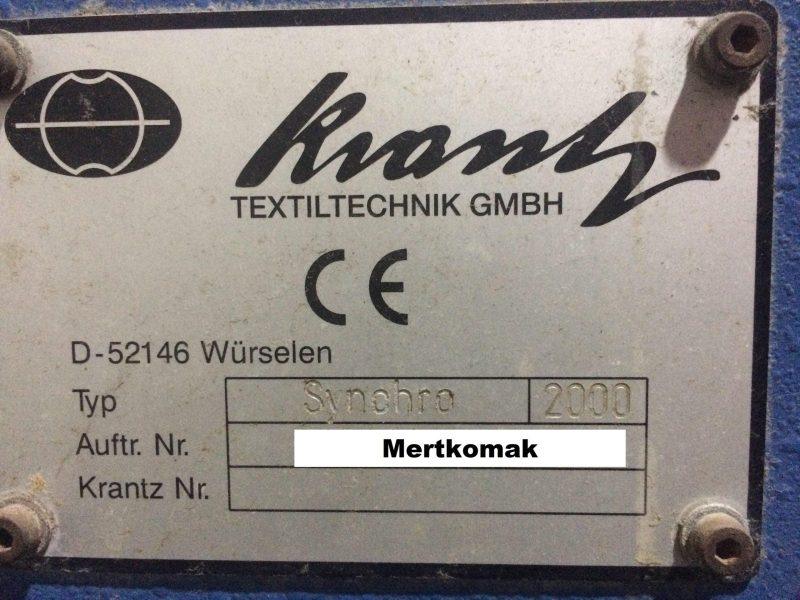 Krantz
TEXTILTECHNIK GMBH
CE
D-52146 Würselen
Typ Synchro 2000
Auftr. Nr. Mertkomak
Krantz Nr.